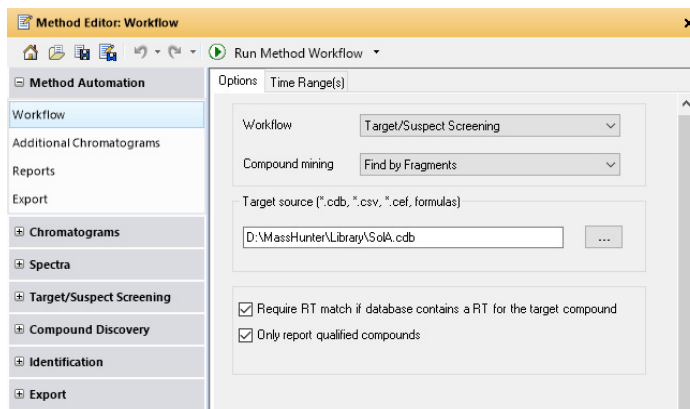 Method Editor: Workflow
Run Method Workflow
Method Automation
Workflow
Additional Chromatograms
Reports
Export
Chromatograms
Spectra
Target/Suspect Screening
Compound Discovery
Identification
Export
Options Time Range(s)
Workflow Target/Suspect Screening
Compound mining Find by Fragments
Target source (*.cdb, *.csv, *.cef, formulas)
D:\MassHunter\Library\SolA.cdb ...
Require RT match if database contains a RT for the target compound
Only report qualified compounds